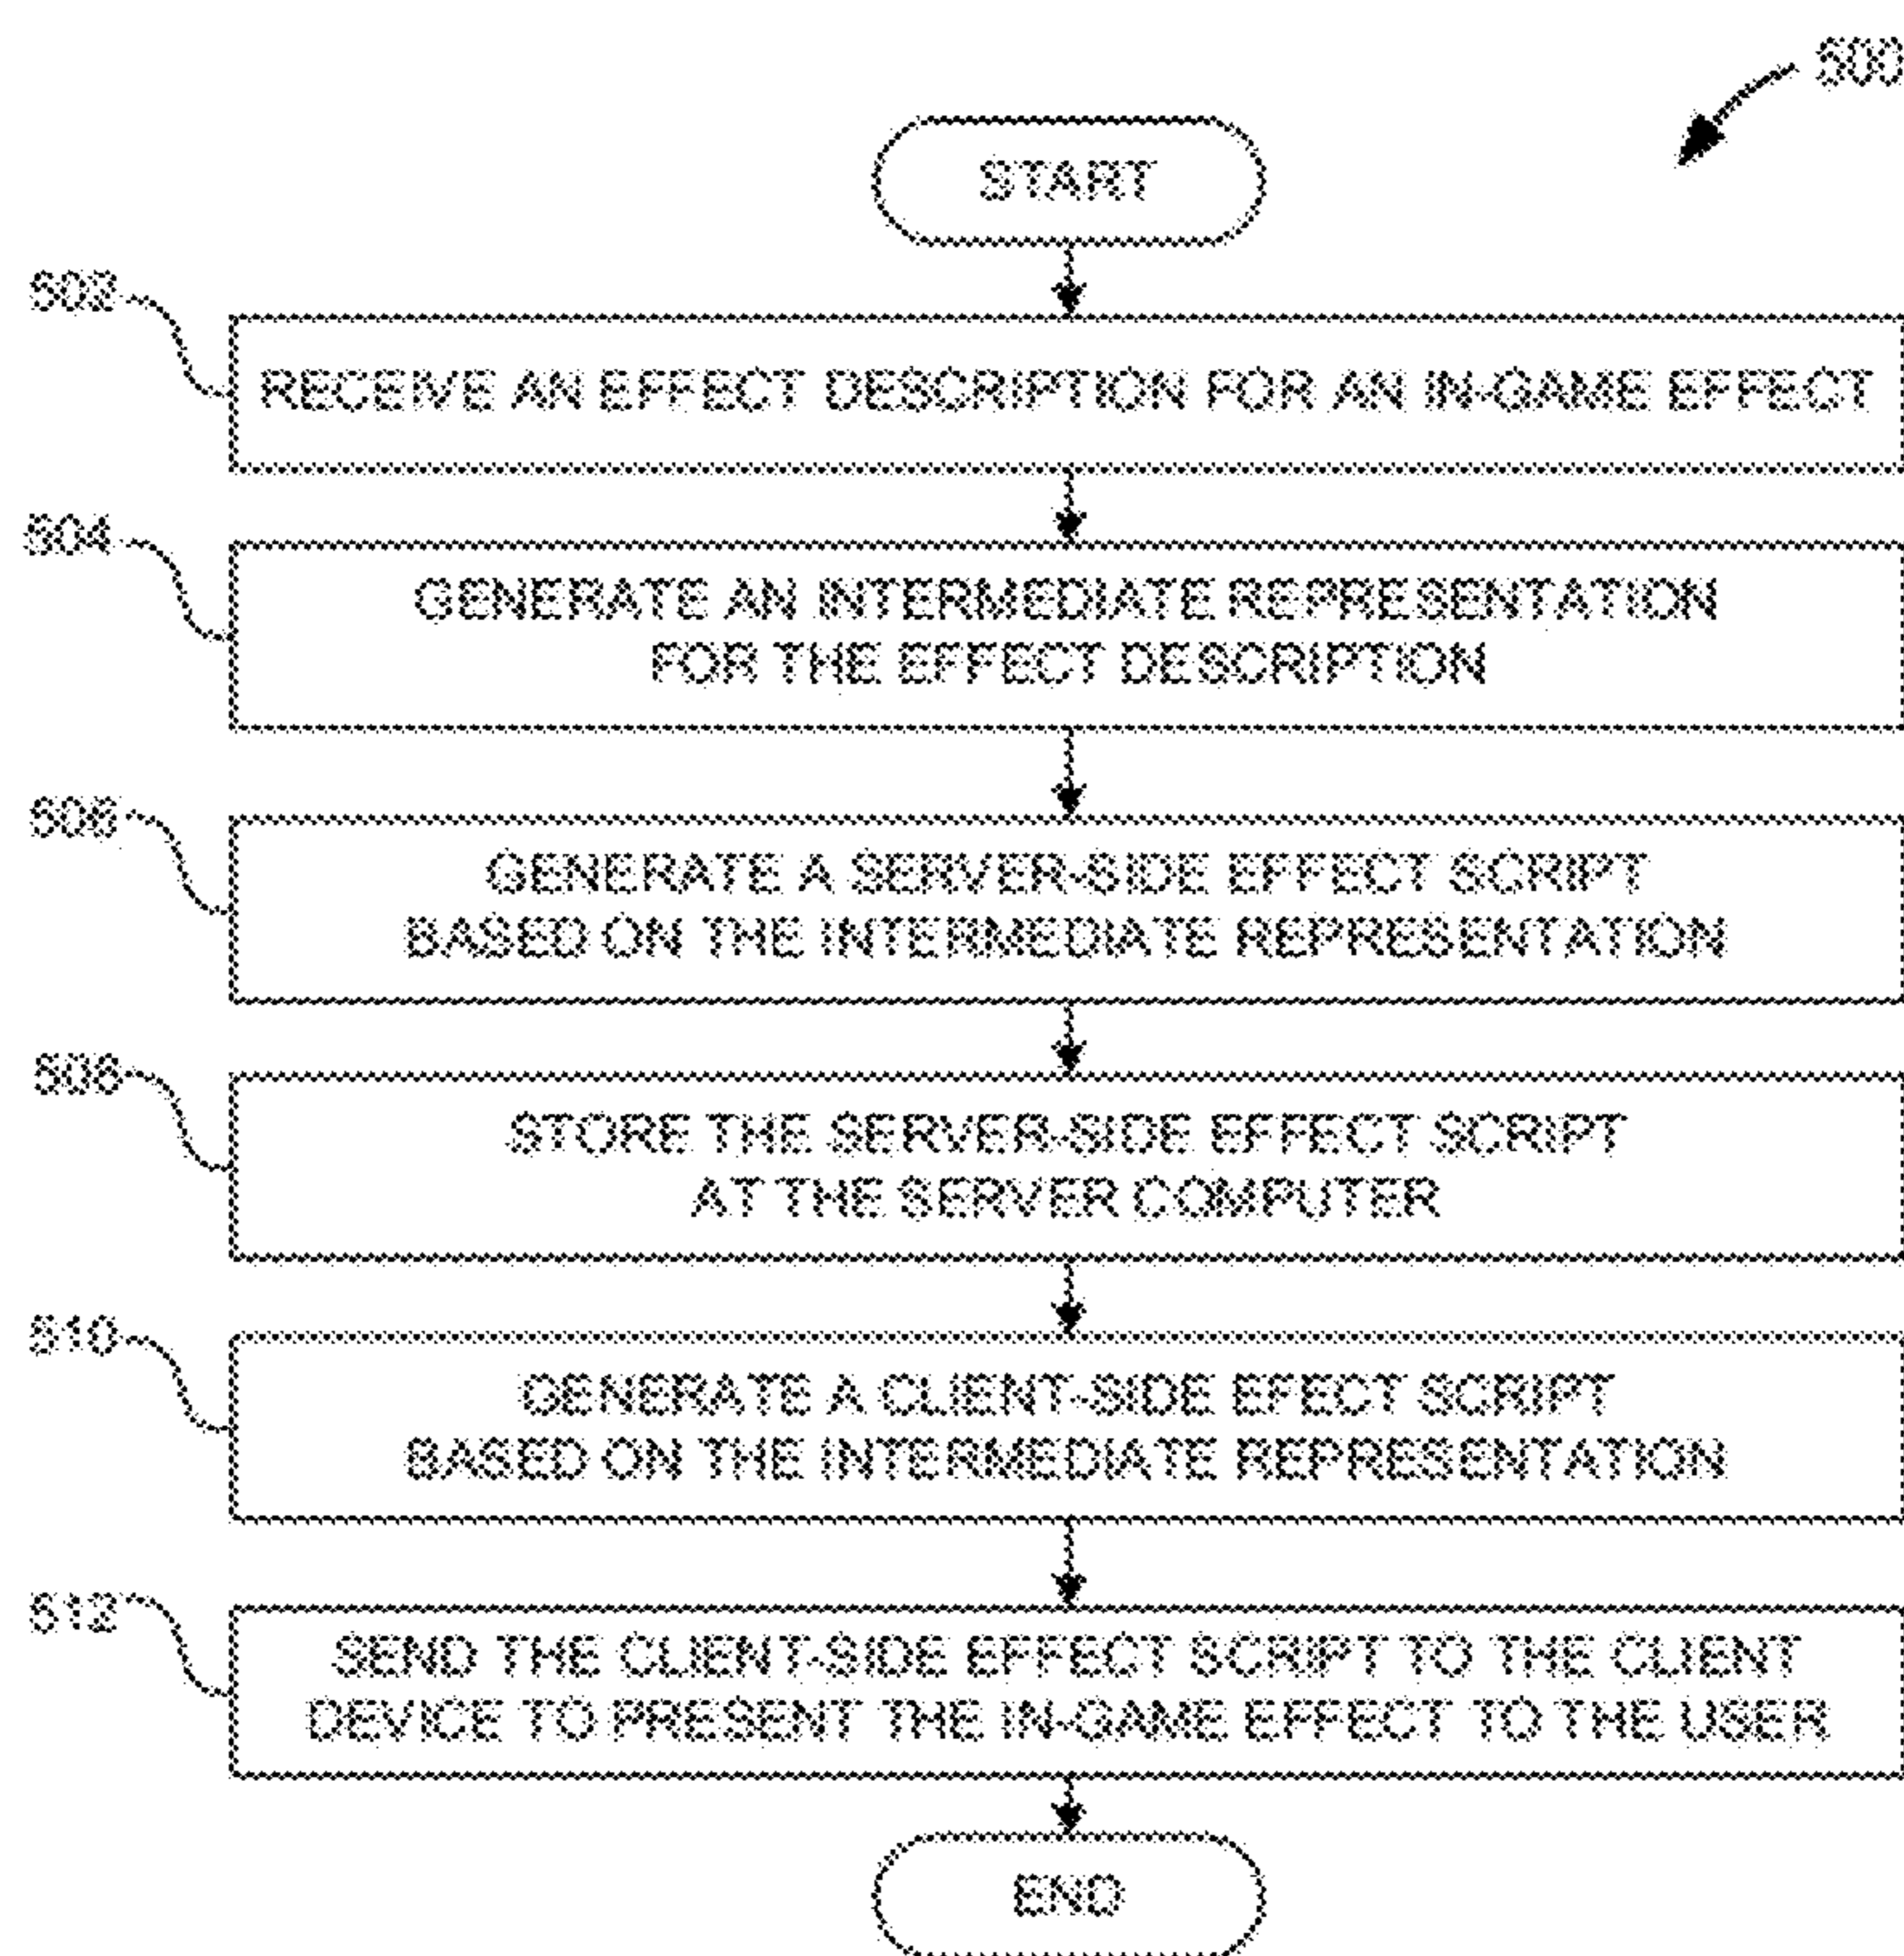 500
START
502
RECEIVE AN EFFECT DESCRIPTION FOR AN IN-GAME EFFECT
504
GENERATE AN INTERMEDIATE REPRESENTATION
FOR THE EFFECT DESCRIPTION
506
GENERATE A SERVER-SIDE EFFECT SCRIPT
BASED ON THE INTERMEDIATE REPRESENTATION
508
STORE THE SERVER-SIDE EFFECT SCRIPT
AT THE SERVER COMPUTER
510
GENERATE A CLIENT-SIDE EFFECT SCRIPT
BASED ON THE INTERMEDIATE REPRESENTATION
512
SEND THE CLIENT-SIDE EFFECT SCRIPT TO THE CLIENT
DEVICE TO PRESENT THE IN-GAME EFFECT TO THE USER
END